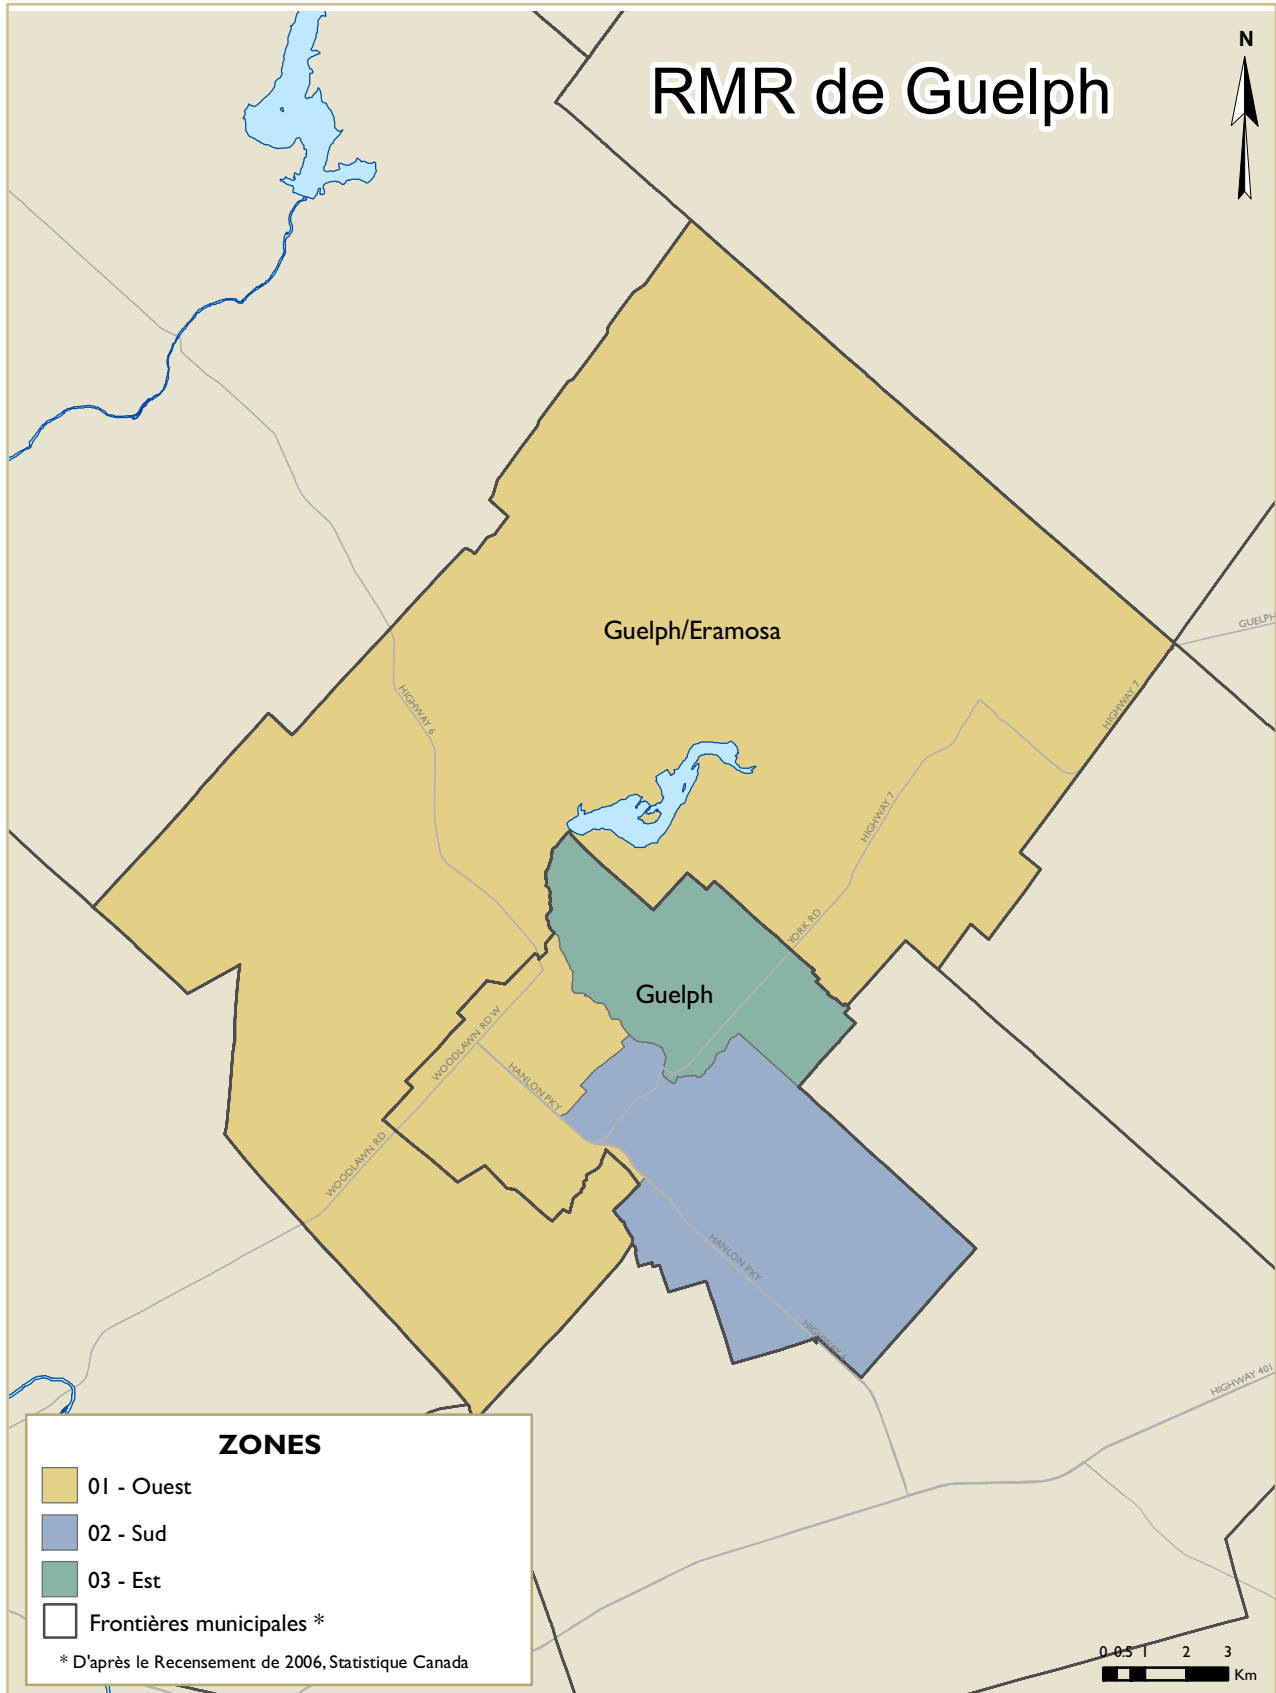 RMR de Guelph
N
Guelph/Eramosa
GUELPH
HIGHWAY 7
HIGHWAY 6
HIGHWAY 7
YORK RD
Guelph
WOODLAWN RD W
HANLON PKY
WOODLAWN RD
HANLON PKY
HIGHWAY 6
HIGHWAY 401
ZONES
01 - Ouest
02 - Sud
03 - Est
Frontières municipales *
* D'après le Recensement de 2006, Statistique Canada
0 0.5 1 2 3
Km